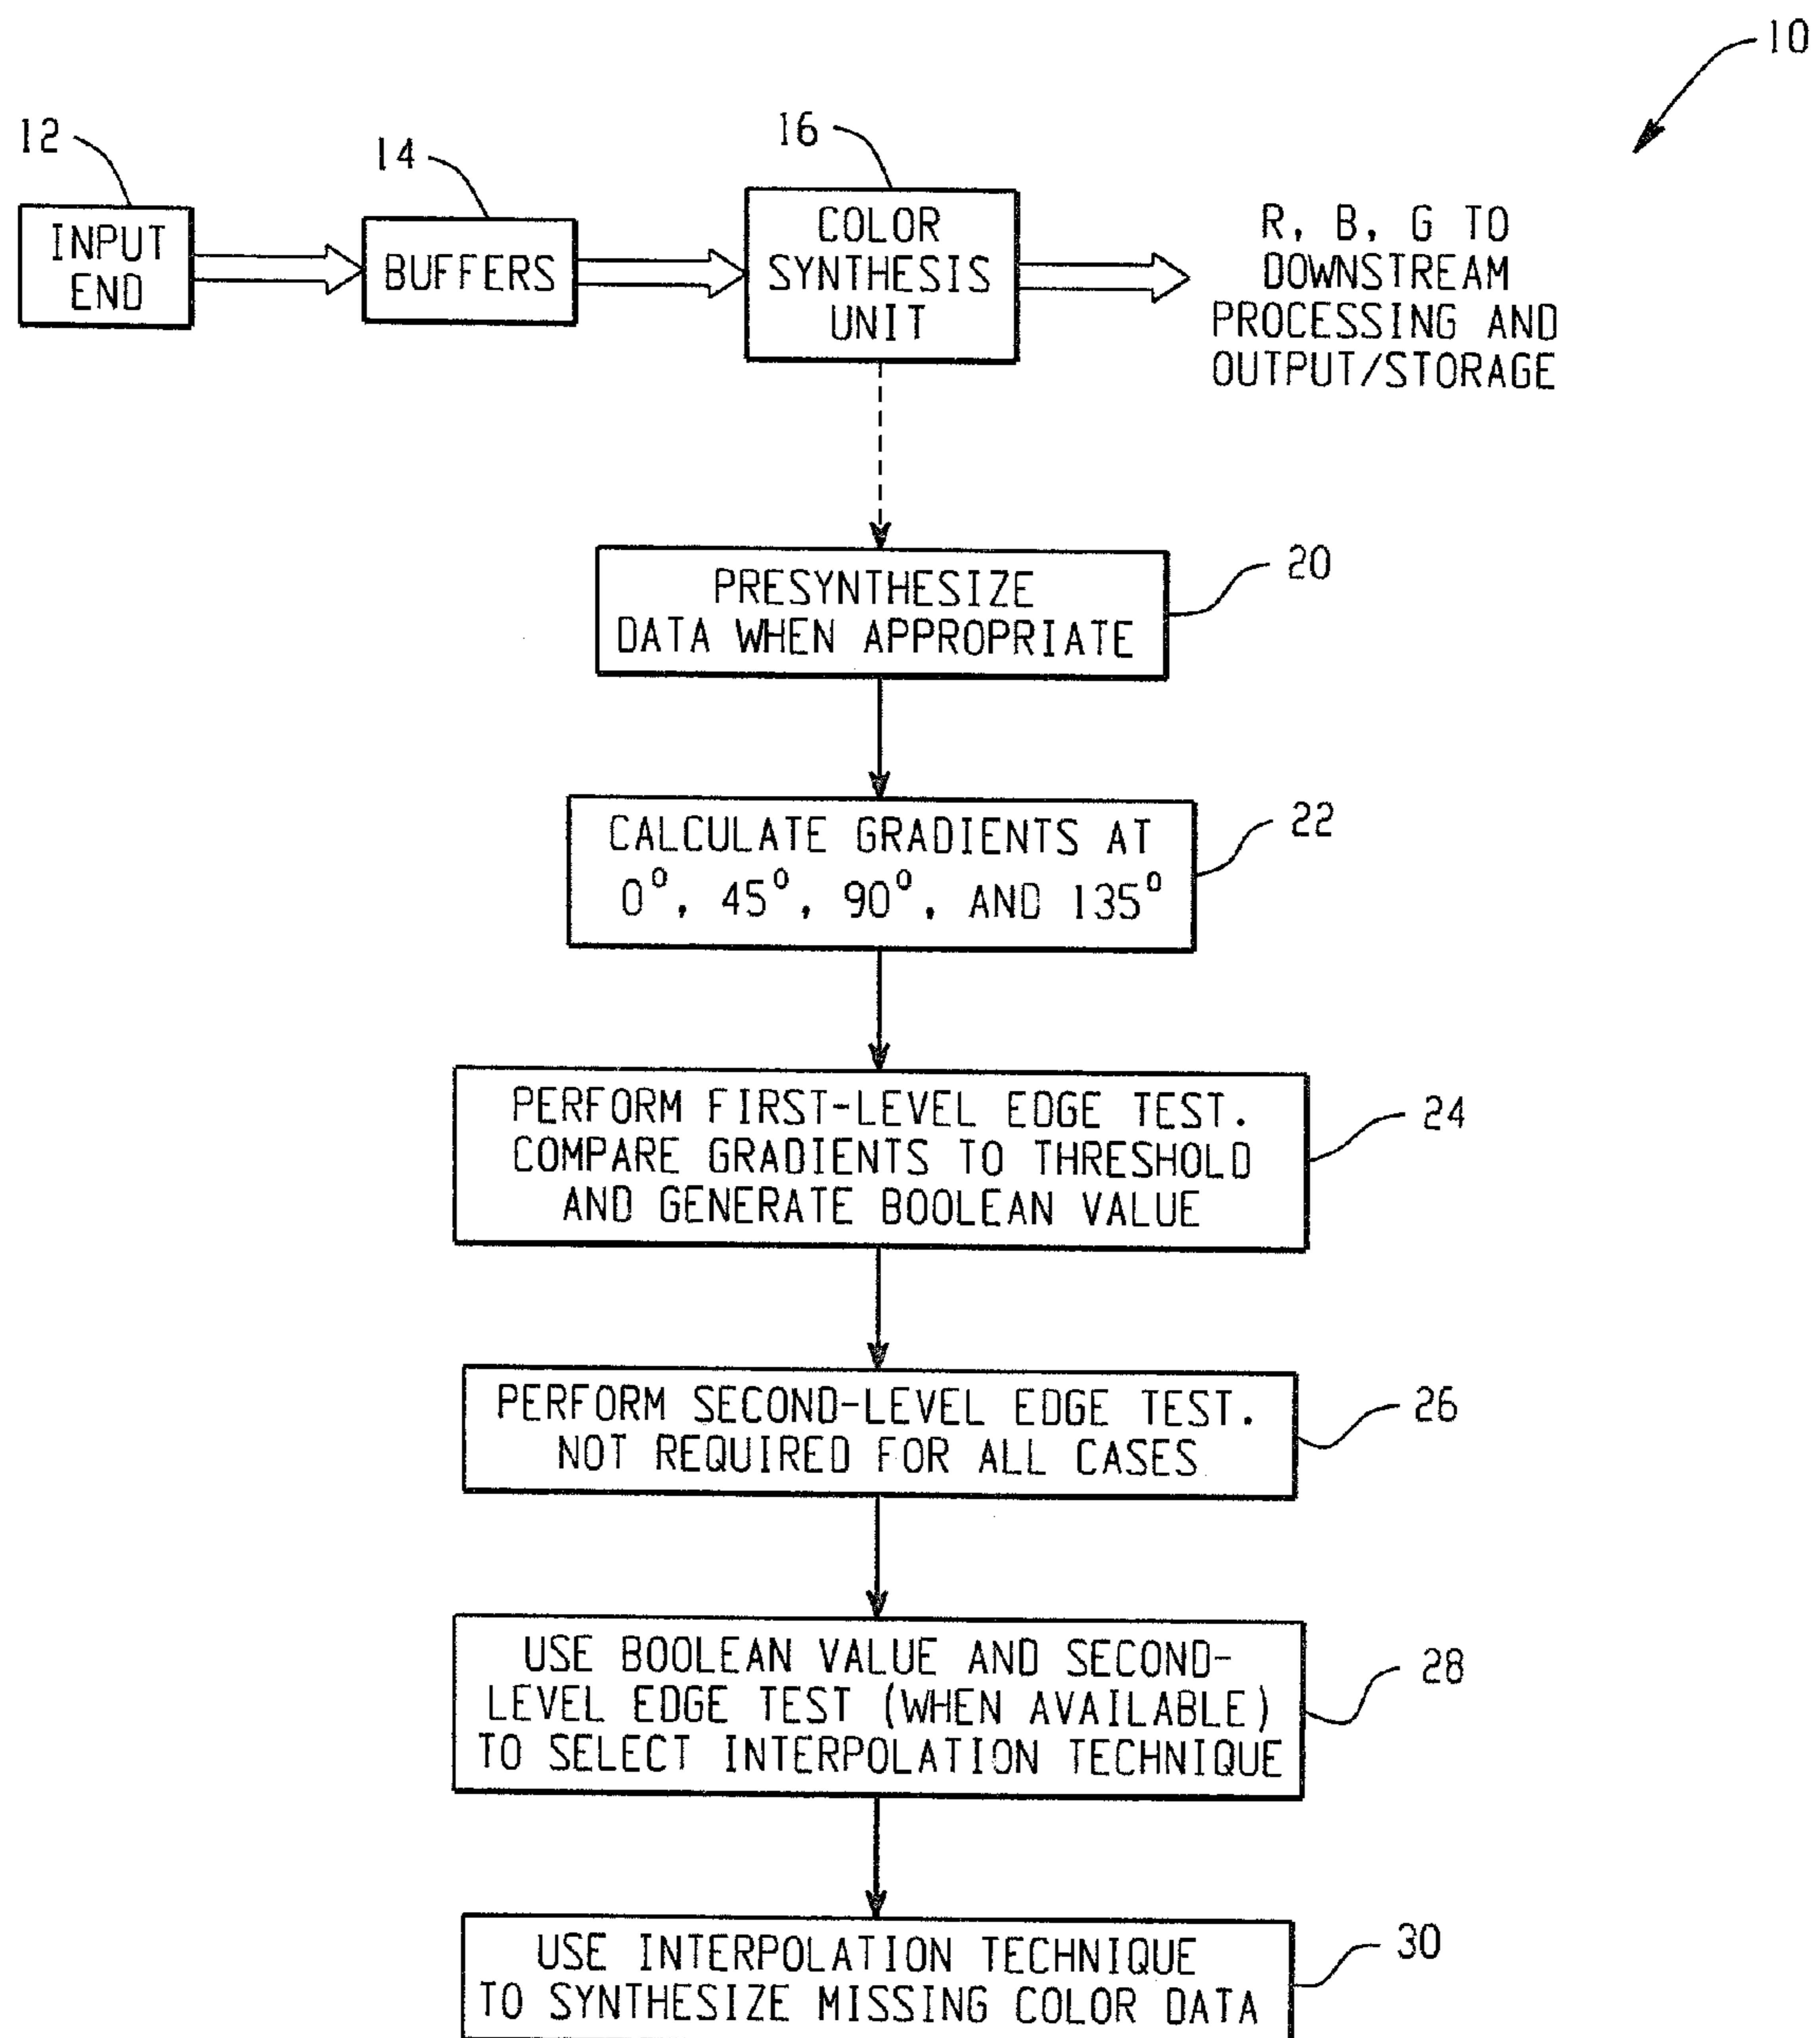 10
12
14
16
INPUT
END
BUFFERS
COLOR
SYNTHESIS
UNIT
R, B, G TO
DOWNSTREAM
PROCESSING AND
OUTPUT/STORAGE
PRESYNTHESIZE
DATA WHEN APPROPRIATE
20
CALCULATE GRADIENTS AT
0°, 45°, 90°, AND 135°
22
PERFORM FIRST-LEVEL EDGE TEST.
COMPARE GRADIENTS TO THRESHOLD
AND GENERATE BOOLEAN VALUE
24
PERFORM SECOND-LEVEL EDGE TEST.
NOT REQUIRED FOR ALL CASES
26
USE BOOLEAN VALUE AND SECOND-
LEVEL EDGE TEST (WHEN AVAILABLE)
TO SELECT INTERPOLATION TECHNIQUE
28
USE INTERPOLATION TECHNIQUE
TO SYNTHESIZE MISSING COLOR DATA
30